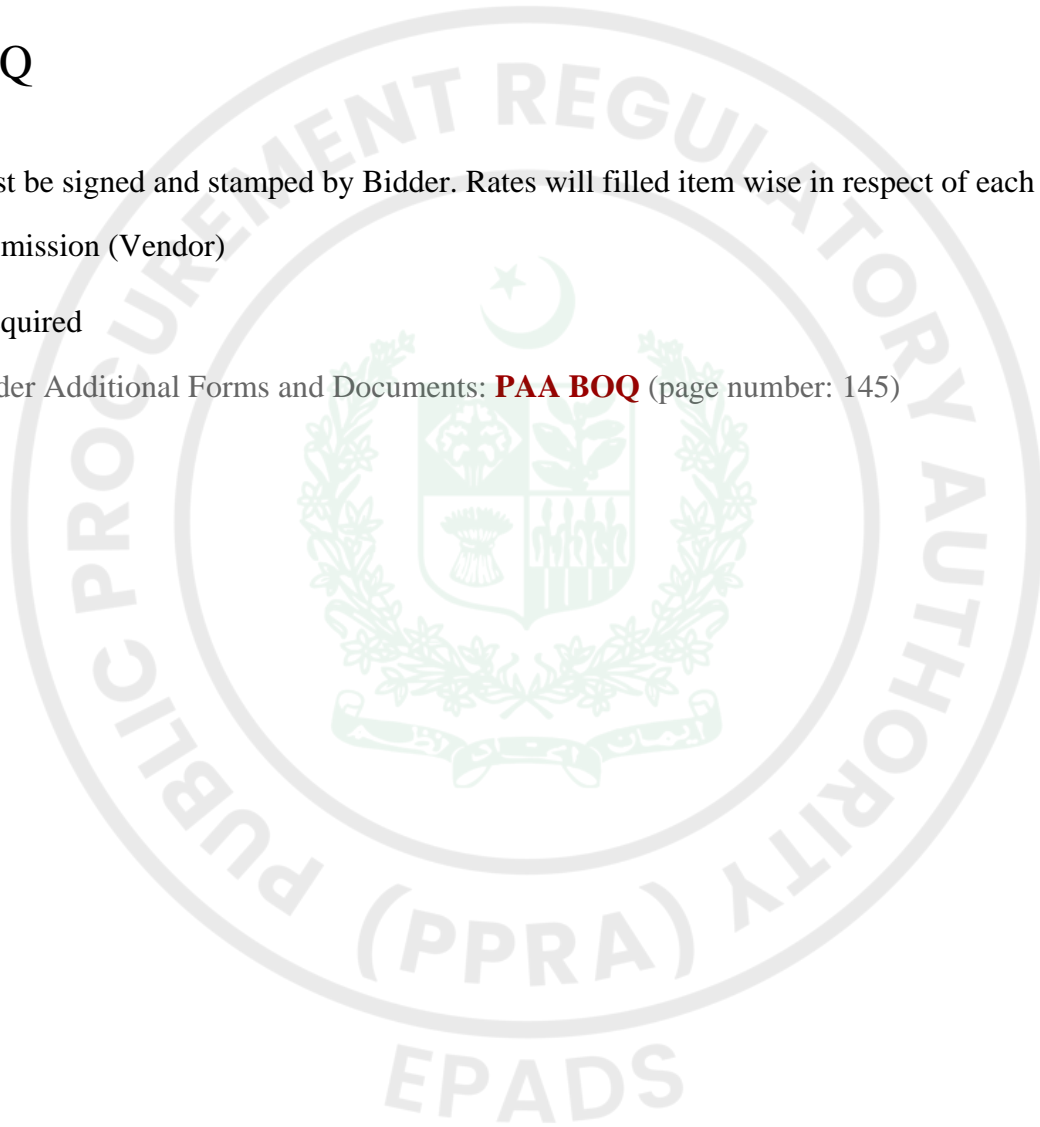 Q
st be signed and stamped by Bidder. Rates will filled item wise in respect of each
mission (Vendor)
quired
der Additional Forms and Documents: PAA BOQ (page number: 145)
PUBLIC PROCUREMENT REGULATORY AUTHORITY
(PPRA)
EPADS